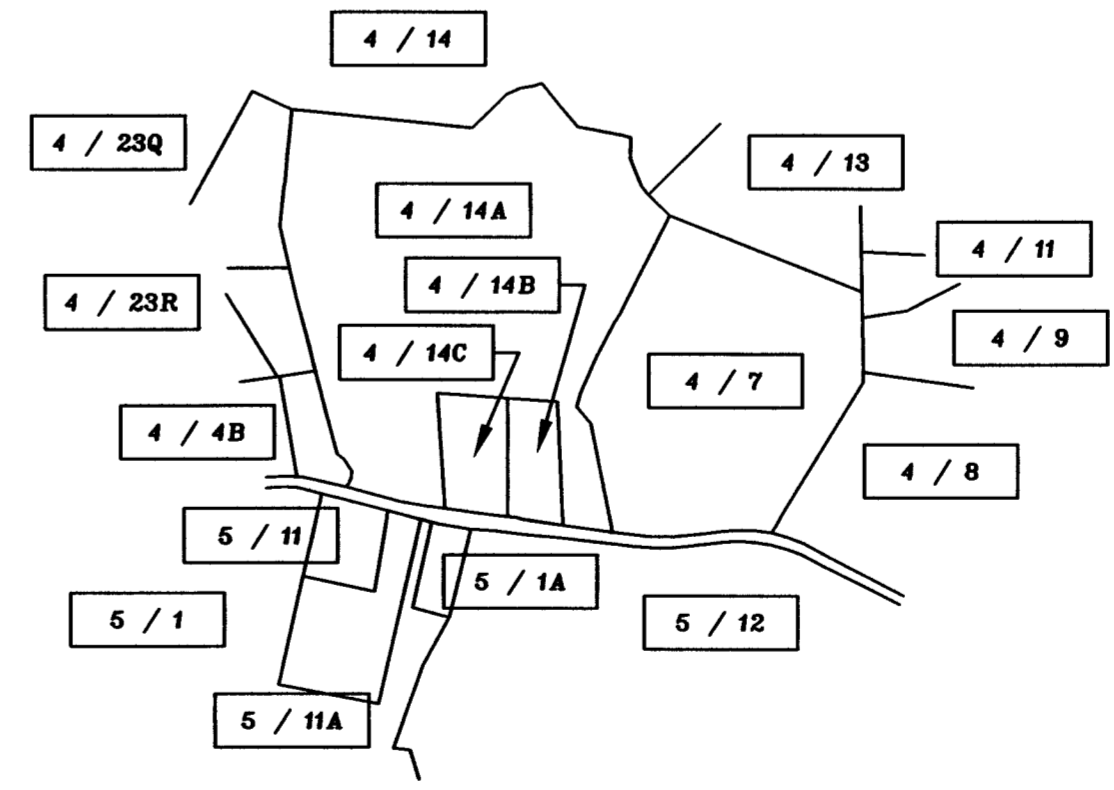 4 / 14
4 / 23Q
4 / 13
4 / 14A
4 / 11
4 / 14B
4 / 23R
4 / 9
4 / 14C
4 / 7
4 / 4B
4 / 8
5 / 11
5 / 1A
5 / 1
5 / 12
5 / 11A